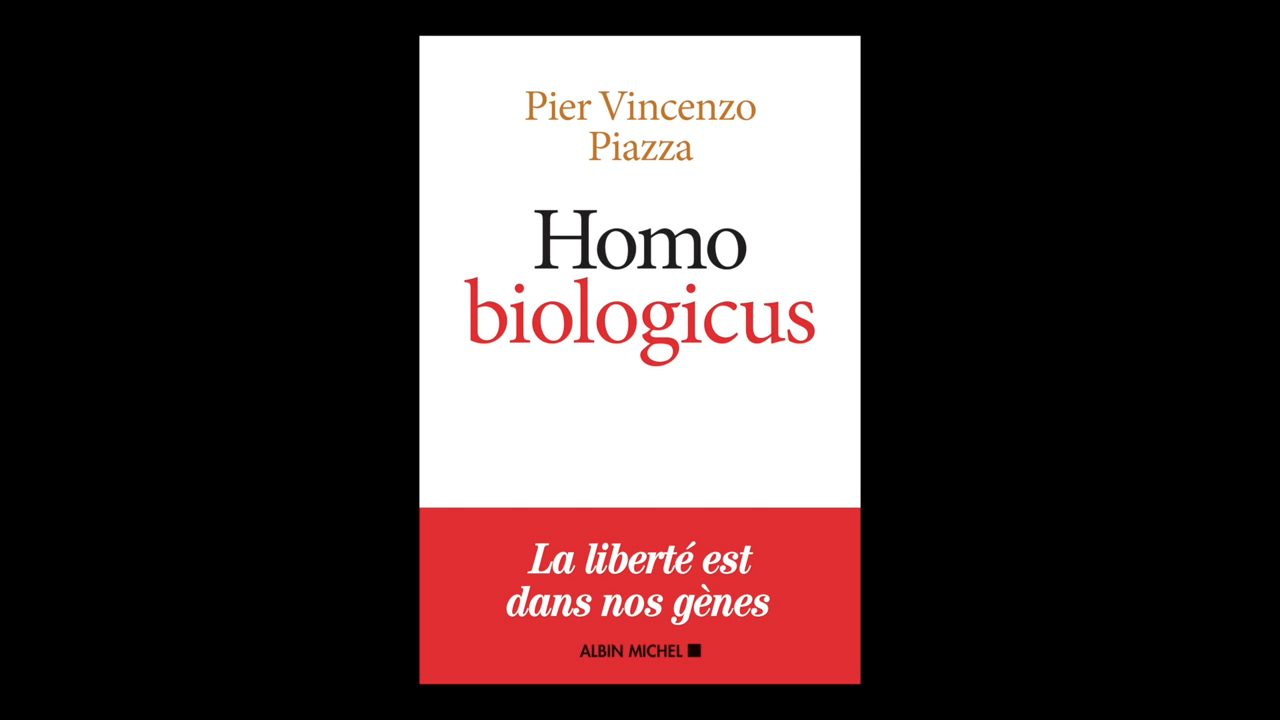 Pier Vincenzo
Piazza
Homo
biologicus
La liberté est
dans nos gènes
ALBIN MICHEL